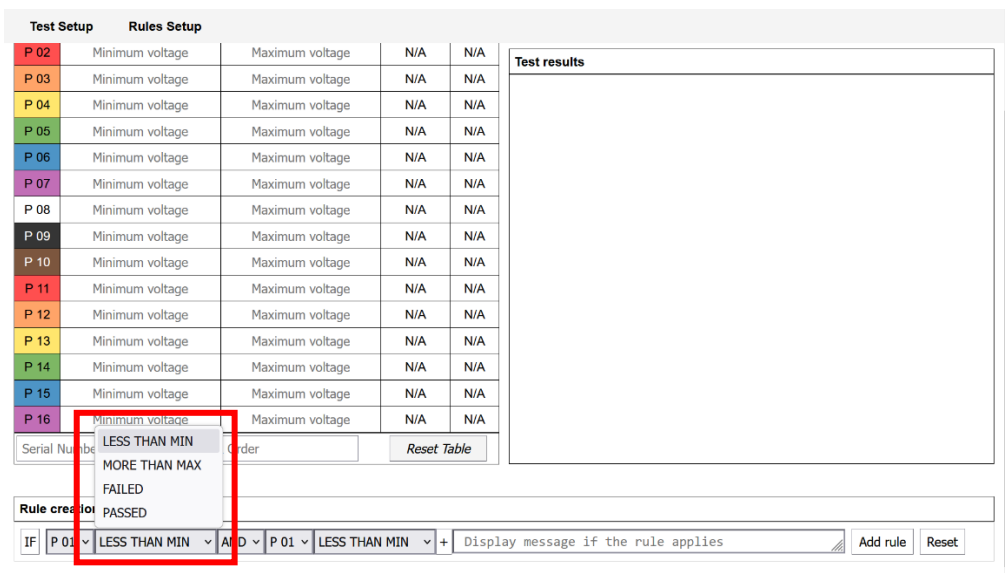 Test Setup Rules Setup
P 02 Minimum voltage Maximum voltage N/A N/A
Test results
P 03 Minimum voltage Maximum voltage N/A N/A
P 04 Minimum voltage Maximum voltage N/A N/A
P 05 Minimum voltage Maximum voltage N/A N/A
P 06 Minimum voltage Maximum voltage N/A N/A
P 07 Minimum voltage Maximum voltage N/A N/A
P 08 Minimum voltage Maximum voltage N/A N/A
P 09 Minimum voltage Maximum voltage N/A N/A
P 10 Minimum voltage Maximum voltage N/A N/A
P 11 Minimum voltage Maximum voltage N/A N/A
P 12 Minimum voltage Maximum voltage N/A N/A
P 13 Minimum voltage Maximum voltage N/A N/A
P 14 Minimum voltage Maximum voltage N/A N/A
P 15 Minimum voltage Maximum voltage N/A N/A
P 16 Minimum voltage Maximum voltage N/A N/A
Serial Reset Table
LESS THAN MIN
MORE THAN MAX
FAILED
PASSED
Rule
IF P 01 LESS THAN MIN AND P 01 LESS THAN MIN + Display message if the rule applies Add rule Reset